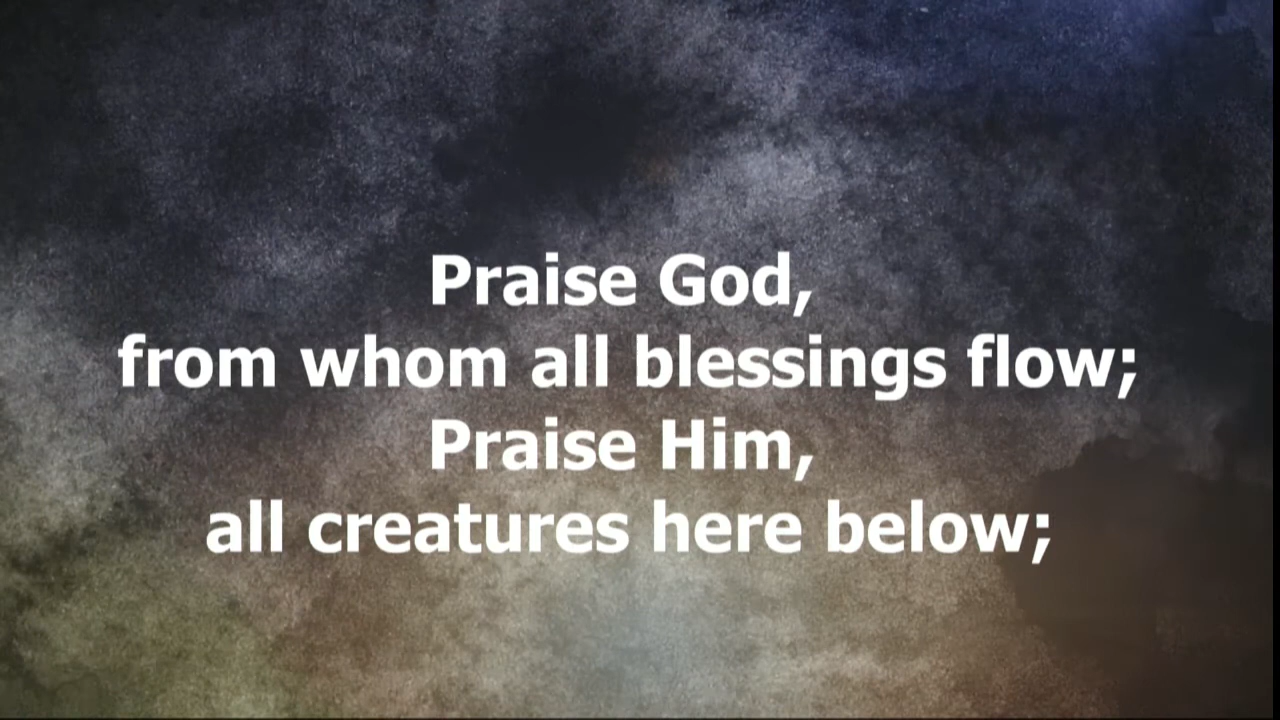 Praise God,
from whom all blessings flow;
Praise Him,
all creatures here below;